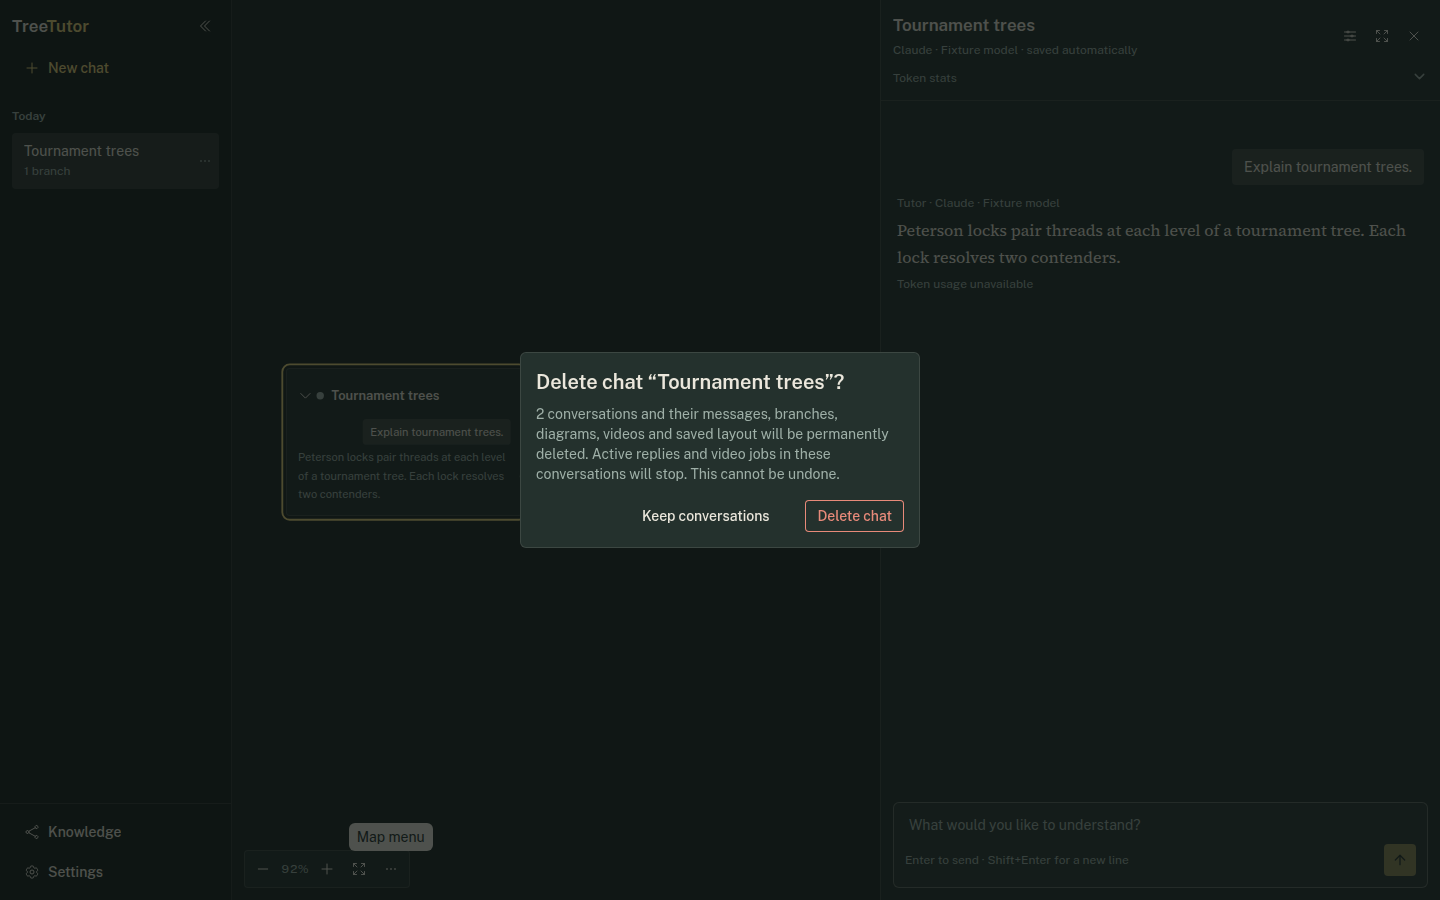 TreeTutor
New chat
Today
Tournament trees
...
1 branch
Knowledge
Settings
Tournament trees
Explain tournament trees.
Peterson locks pair threads at each level
of a tournament tree. Each lock resolves
two contenders.
Map menu
92%
...
Delete chat “Tournament trees”?
2 conversations and their messages, branches,
diagrams, videos and saved layout will be permanently
deleted. Active replies and video jobs in these
conversations will stop. This cannot be undone.
Keep conversations
Delete chat
Tournament trees
Claude · Fixture model · saved automatically
Token stats
Explain tournament trees.
Tutor · Claude · Fixture model
Peterson locks pair threads at each level of a tournament tree. Each
lock resolves two contenders.
Token usage unavailable
What would you like to understand?
Enter to send · Shift+Enter for a new line